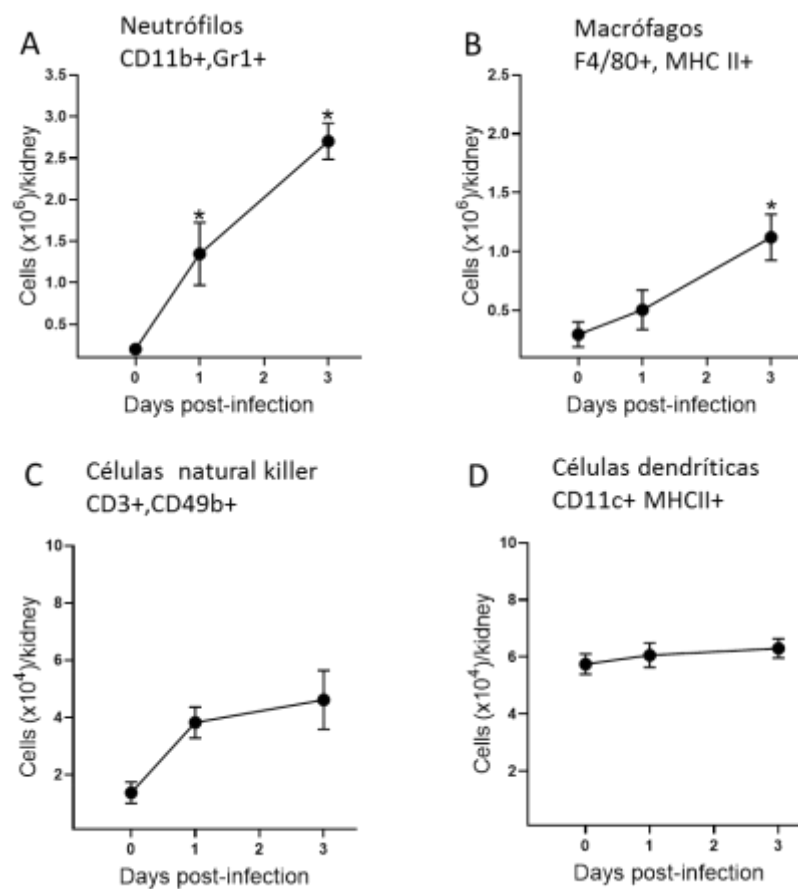 A
Neutrófilos
CD11b+,Gr1+
3.5
3.0
2.5
2.0
1.5
1.0
0.5
Cells (x10⁶)/kidney
*
*
0 1 2 3
Days post-infection
B
Macrófagos
F4/80+, MHC II+
2.6
2.0
1.5
1.0
0.5
Cells (x10⁶)/kidney
*
0 1 2 3
Days post-infection
C
Células natural killer
CD3+,CD49b+
10
8
6
4
2
Cells (x10⁴)/kidney
0 1 2 3
Days post-infection
D
Células dendríticas
CD11c+ MHCII+
10
8
6
4
2
Cells (x10⁴)/kidney
0 1 2 3
Days post-infection